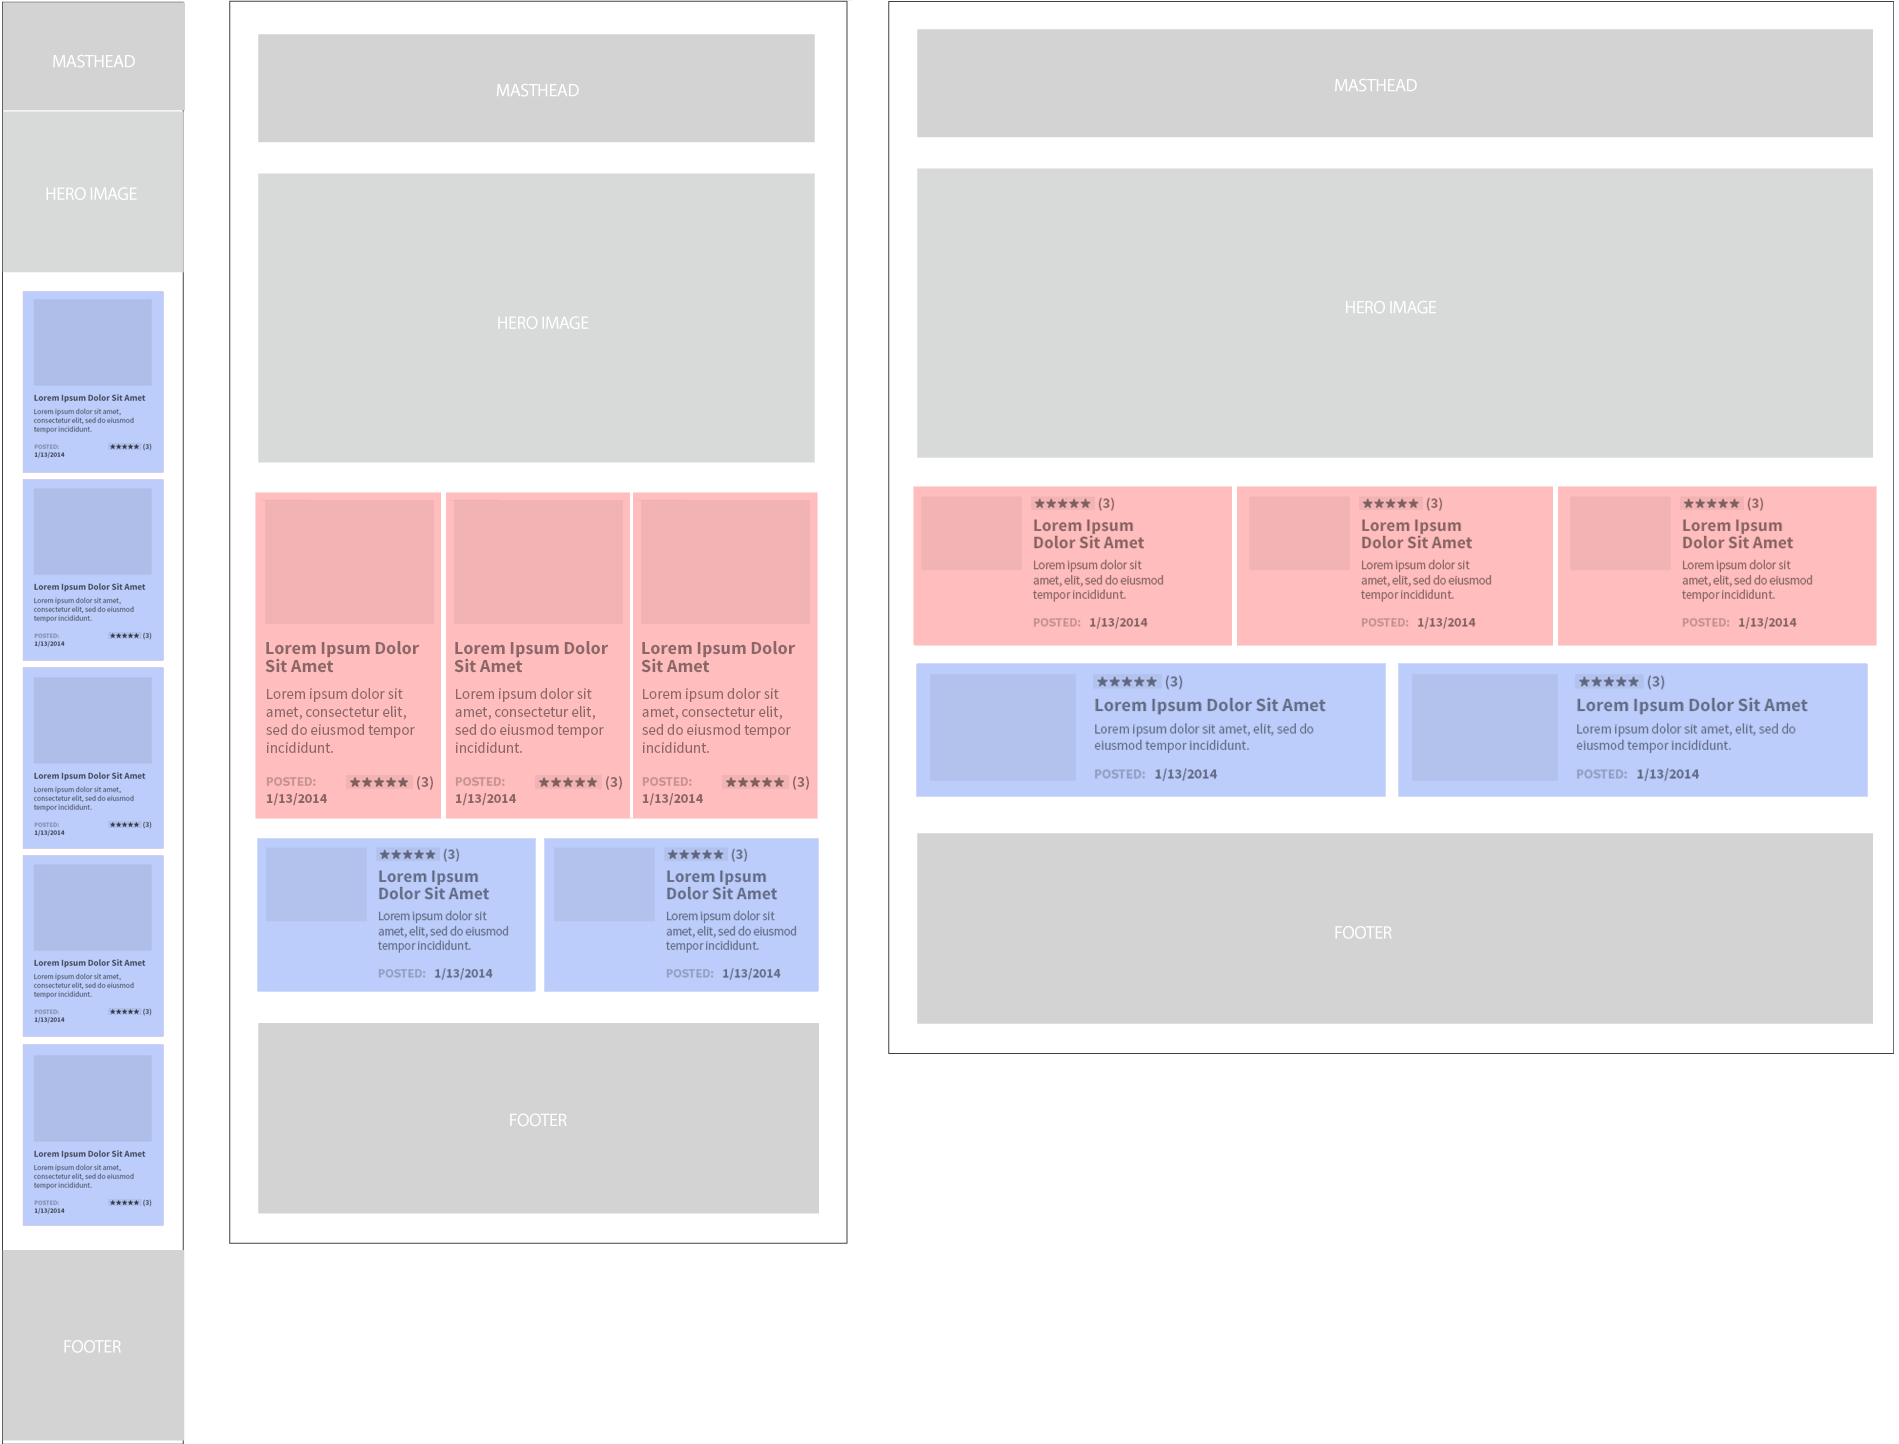 MASTHEAD
HERO IMAGE
Lorem Ipsum Dolor Sit Amet
Lorem ipsum dolor sit amet,
consectetur elit, sed do eiusmod
tempor incididunt.
POSTED:
★★★★★ (3)
1/13/2014
Lorem Ipsum Dolor Sit Amet
Lorem ipsum dolor sit amet,
consectetur elit, sed do eiusmod
tempor incididunt.
POSTED:
★★★★★ (3)
1/13/2014
Lorem Ipsum Dolor Sit Amet
Lorem ipsum dolor sit amet,
consectetur elit, sed do eiusmod
tempor incididunt.
POSTED:
★★★★★ (3)
1/13/2014
Lorem Ipsum Dolor Sit Amet
Lorem ipsum dolor sit amet,
consectetur elit, sed do eiusmod
tempor incididunt.
POSTED:
★★★★★ (3)
1/13/2014
Lorem Ipsum Dolor Sit Amet
Lorem ipsum dolor sit amet,
consectetur elit, sed do eiusmod
tempor incididunt.
POSTED:
★★★★★ (3)
1/13/2014
FOOTER
MASTHEAD
HERO IMAGE
Lorem Ipsum Dolor
Sit Amet
Lorem ipsum dolor sit
amet, consectetur elit,
sed do eiusmod tempor
incididunt.
POSTED:
★★★★★ (3)
1/13/2014
Lorem Ipsum Dolor
Sit Amet
Lorem ipsum dolor sit
amet, consectetur elit,
sed do eiusmod tempor
incididunt.
POSTED:
★★★★★ (3)
1/13/2014
Lorem Ipsum Dolor
Sit Amet
Lorem ipsum dolor sit
amet, consectetur elit,
sed do eiusmod tempor
incididunt.
POSTED:
★★★★★ (3)
1/13/2014
★★★★★ (3)
Lorem Ipsum
Dolor Sit Amet
Lorem ipsum dolor sit
amet, elit, sed do eiusmod
tempor incididunt.
POSTED: 1/13/2014
★★★★★ (3)
Lorem Ipsum
Dolor Sit Amet
Lorem ipsum dolor sit
amet, elit, sed do eiusmod
tempor incididunt.
POSTED: 1/13/2014
FOOTER
MASTHEAD
HERO IMAGE
★★★★★ (3)
Lorem Ipsum
Dolor Sit Amet
Lorem ipsum dolor sit
amet, elit, sed do eiusmod
tempor incididunt.
POSTED: 1/13/2014
★★★★★ (3)
Lorem Ipsum
Dolor Sit Amet
Lorem ipsum dolor sit
amet, elit, sed do eiusmod
tempor incididunt.
POSTED: 1/13/2014
★★★★★ (3)
Lorem Ipsum
Dolor Sit Amet
Lorem ipsum dolor sit
amet, elit, sed do eiusmod
tempor incididunt.
POSTED: 1/13/2014
★★★★★ (3)
Lorem Ipsum Dolor Sit Amet
Lorem ipsum dolor sit amet, elit, sed do
eiusmod tempor incididunt.
POSTED: 1/13/2014
★★★★★ (3)
Lorem Ipsum Dolor Sit Amet
Lorem ipsum dolor sit amet, elit, sed do
eiusmod tempor incididunt.
POSTED: 1/13/2014
FOOTER